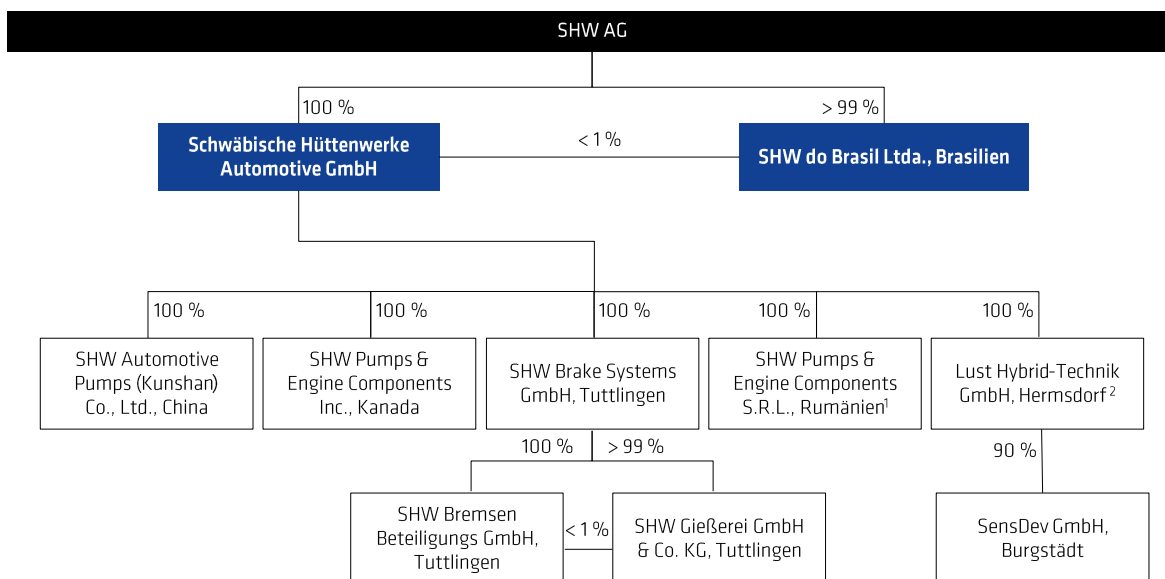 SHW AG
100 %
> 99 %
Schwäbische Hüttenwerke
Automotive GmbH
< 1 %
SHW do Brasil Ltda., Brasilien
100 %
100 %
100 %
100 %
100 %
SHW Automotive
Pumps (Kunshan)
Co., Ltd., China
SHW Pumps &
Engine Components
Inc., Kanada
SHW Brake Systems
GmbH, Tuttlingen
SHW Pumps &
Engine Components
S.R.L., Rumänien¹
Lust Hybrid-Technik
GmbH, Hermsdorf ²
100 %
> 99 %
90 %
SHW Bremsen
Beteiligungs GmbH,
Tuttlingen
< 1 %
SHW Gießerei GmbH
& Co. KG, Tuttlingen
SensDev GmbH,
Burgstädt